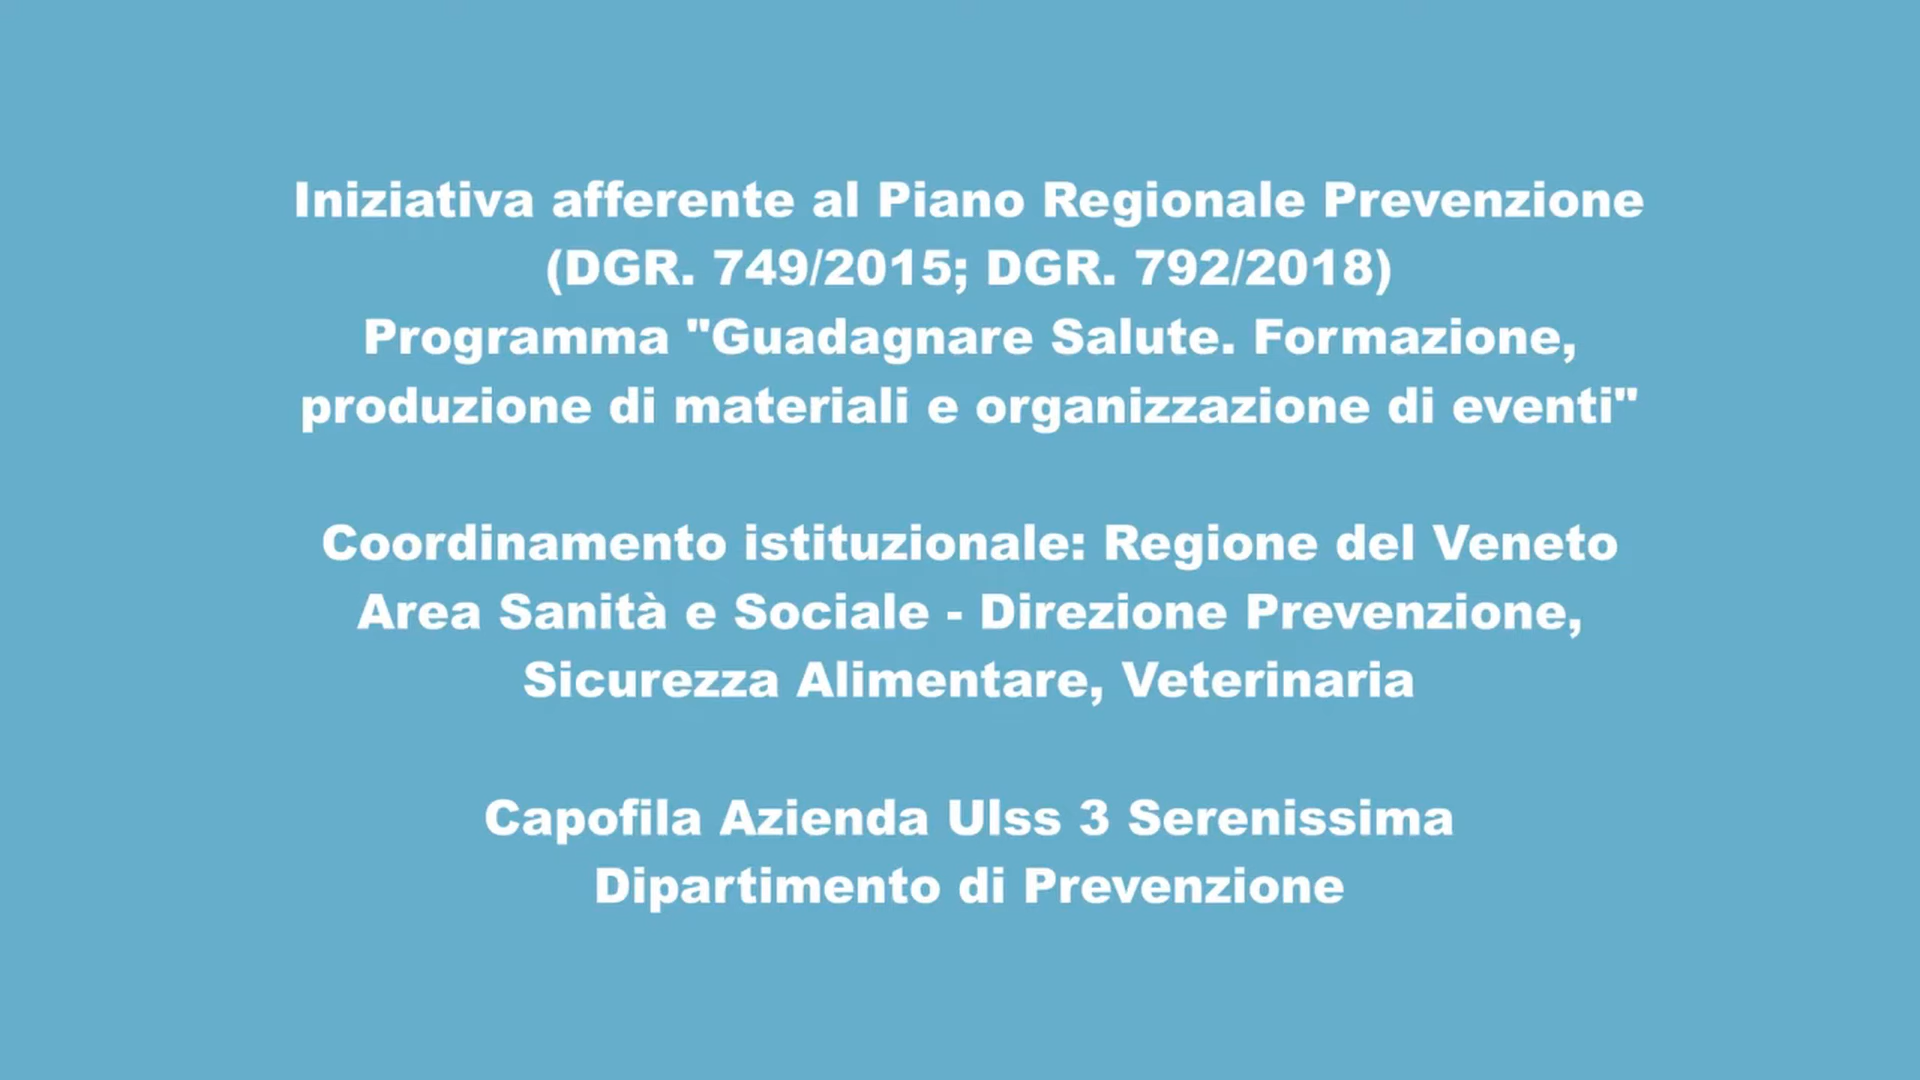 Iniziativa afferente al Piano Regionale Prevenzione
(DGR. 749/2015; DGR. 792/2018)
Programma "Guadagnare Salute. Formazione,
produzione di materiali e organizzazione di eventi"
Coordinamento istituzionale: Regione del Veneto
Area Sanità e Sociale - Direzione Prevenzione,
Sicurezza Alimentare, Veterinaria
Capofila Azienda Ulss 3 Serenissima
Dipartimento di Prevenzione